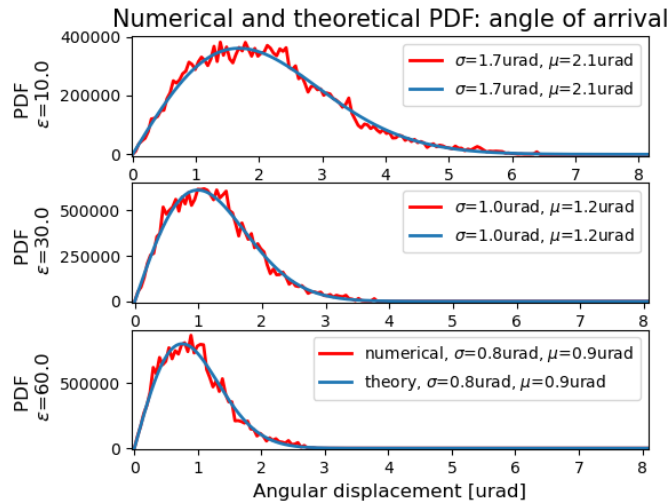 Numerical and theoretical PDF: angle of arrival
400000
200000
0
PDF
ε=10.0
σ=1.7urad, μ=2.1urad
σ=1.7urad, μ=2.1urad
0 1 2 3 4 5 6 7 8
500000
250000
0
PDF
ε=30.0
σ=1.0urad, μ=1.2urad
σ=1.0urad, μ=1.2urad
0 1 2 3 4 5 6 7 8
500000
0
PDF
ε=60.0
numerical, σ=0.8urad, μ=0.9urad
theory, σ=0.8urad, μ=0.9urad
0 1 2 3 4 5 6 7 8
Angular displacement [urad]